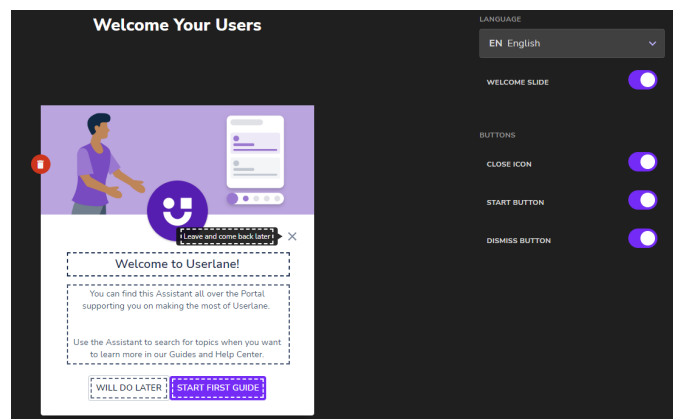 Welcome Your Users
LANGUAGE
EN English
WELCOME SLIDE
BUTTONS
CLOSE ICON
START BUTTON
DISMISS BUTTON
Leave and come back later
Welcome to Userlane!
You can find this Assistant all over the Portal
supporting you on making the most of Userlane.
Use the Assistant to search for topics when you want
to learn more in our Guides and Help Center.
WILL DO LATER
START FIRST GUIDE